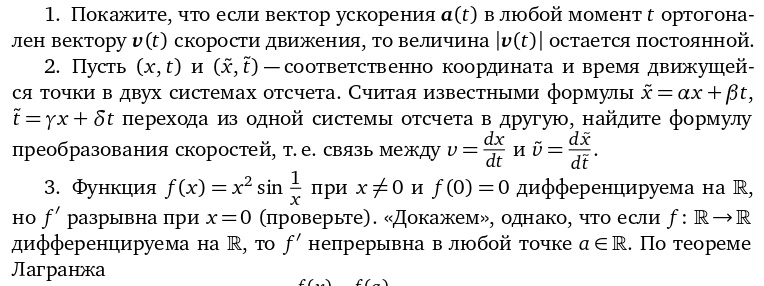 1. Покажите, что если вектор ускорения a(t) в любой момент t ортогона-
лен вектору v(t) скорости движения, то величина |v(t)| остается постоянной.
2. Пусть (x, t) и (x̃, t̃) — соответственно координата и время движущей-
ся точки в двух системах отсчета. Считая известными формулы x̃ = αx + βt,
t̃ = γx + δt перехода из одной системы отсчета в другую, найдите формулу
преобразования скоростей, т. е. связь между v = dx/dt и ṽ = dx̃/dt̃.
3. Функция f(x) = x² sin 1/x при x ≠ 0 и f(0) = 0 дифференцируема на ℝ,
но f′ разрывна при x = 0 (проверьте). «Докажем», однако, что если f : ℝ → ℝ
дифференцируема на ℝ, то f′ непрерывна в любой точке a ∈ ℝ. По теореме
Лагранжа